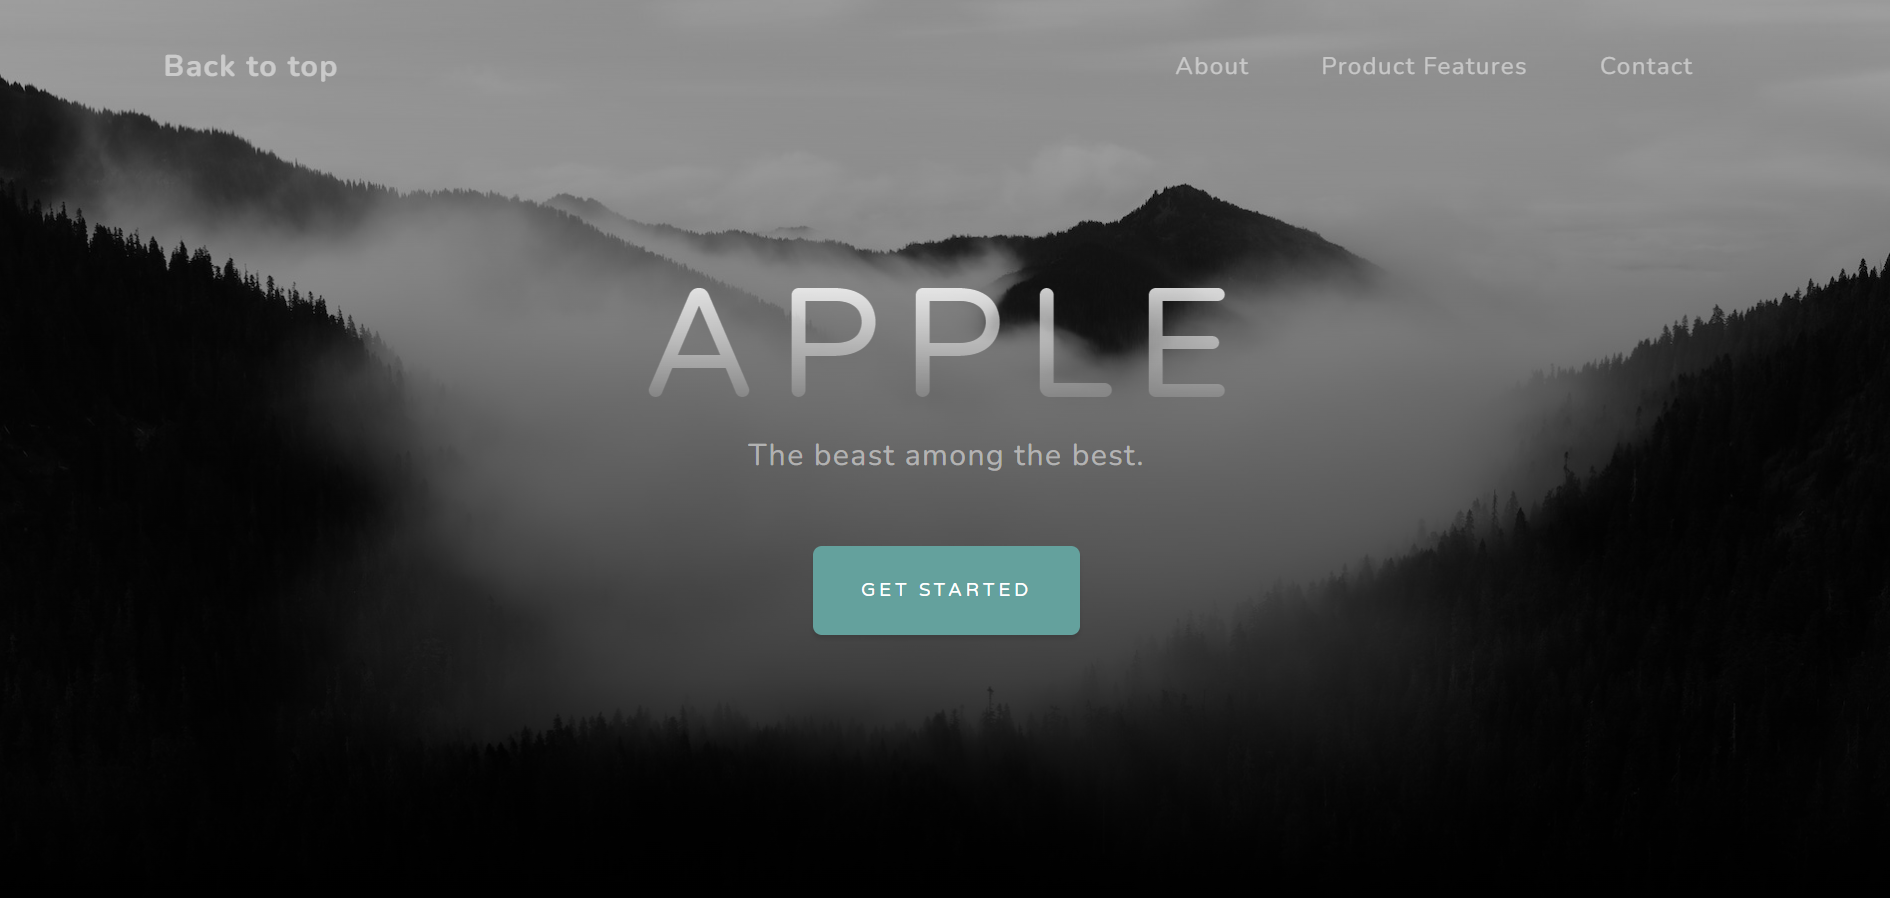 Back to top
About
Product Features
Contact
APPLE
The beast among the best.
GET STARTED